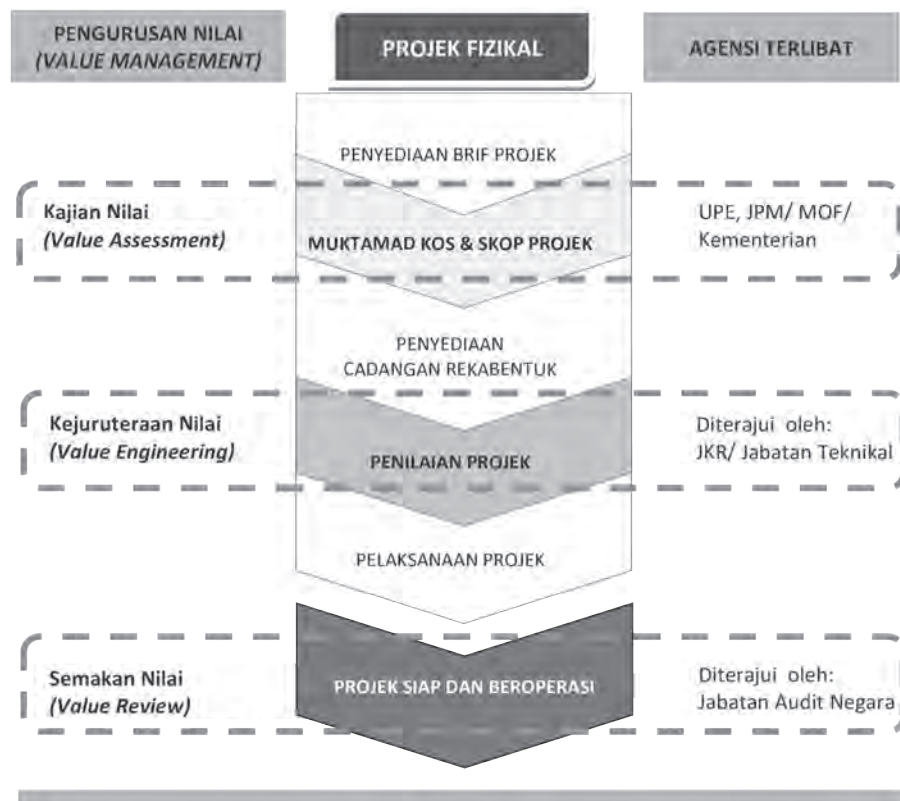 PENGURUSAN NILAI
(VALUE MANAGEMENT)
PROJEK FIZIKAL
AGENSI TERLIBAT
PENYEDIAAN BRIF PROJEK
Kajian Nilai
(Value Assessment)
MUKTAMAD KOS & SKOP PROJEK
UPE, JPM/ MOF/
Kementerian
PENYEDIAAN
CADANGAN REKABENTUK
Kejuruteraan Nilai
(Value Engineering)
PENILAIAN PROJEK
Diterajui oleh:
JKR/ Jabatan Teknikal
PELAKSANAAN PROJEK
Semakan Nilai
(Value Review)
PROJEK SIAP DAN BEROPERASI
Diterajui oleh:
Jabatan Audit Negara